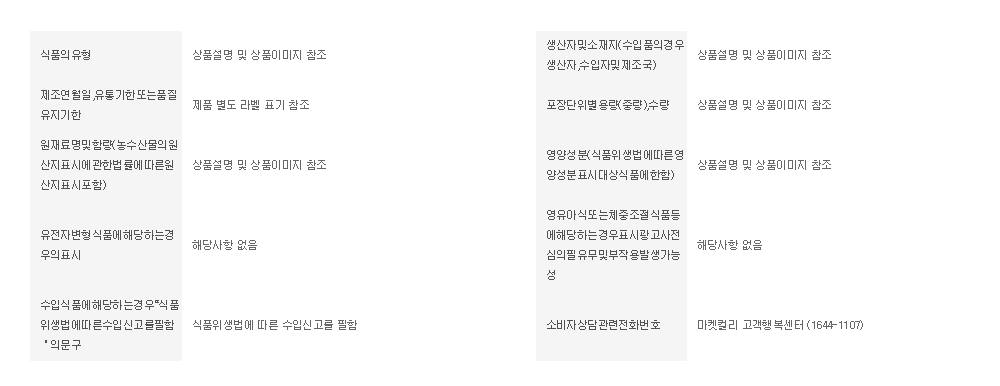 식품의 유형
상품설명 및 상품이미지 참조
생산자 및 소재지(수입품의 경우
생산자, 수입자 및 제조국)
상품설명 및 상품이미지 참조
제조연월일, 유통기한 또는 품질
유지기한
제품 별도 라벨 표기 참조
포장단위별 용량(중량), 수량
상품설명 및 상품이미지 참조
원재료명 및 함량(농수산물의 원
산지 표시에 관한 법률에 따른 원
산지 표시 포함)
상품설명 및 상품이미지 참조
영양성분(식품위생법에 따른 영
양성분 표시대상 식품에 한함)
상품설명 및 상품이미지 참조
유전자변형식품에 해당하는 경
우의 표시
해당사항 없음
영유아식 또는 체중조절식품 등
에 해당하는 경우 표시광고사전
심의필 유무 및 부작용 발생 가능
성
해당사항 없음
수입식품에 해당하는 경우 "식품
위생법에 따른 수입신고를 필함
" 의 문구
식품위생법에 따른 수입신고를 필함
소비자상담 관련 전화번호
마켓컬리 고객행복센터 (1644-1107)